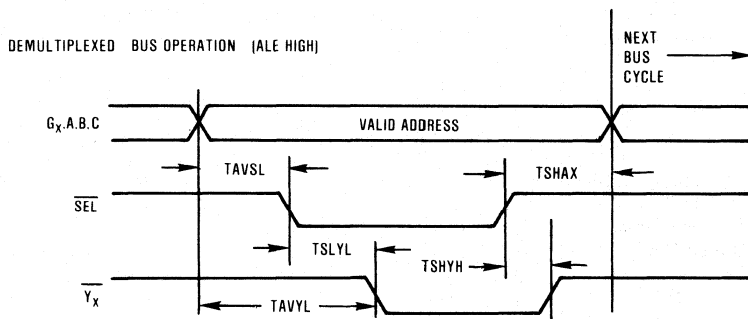 DEMULTIPLEXED BUS OPERATION (ALE HIGH)
NEXT
BUS
CYCLE
GX.A.B.C
VALID ADDRESS
TAVSL
TSHAX
SEL
TSLYL
TSHYH
YX
TAVYL